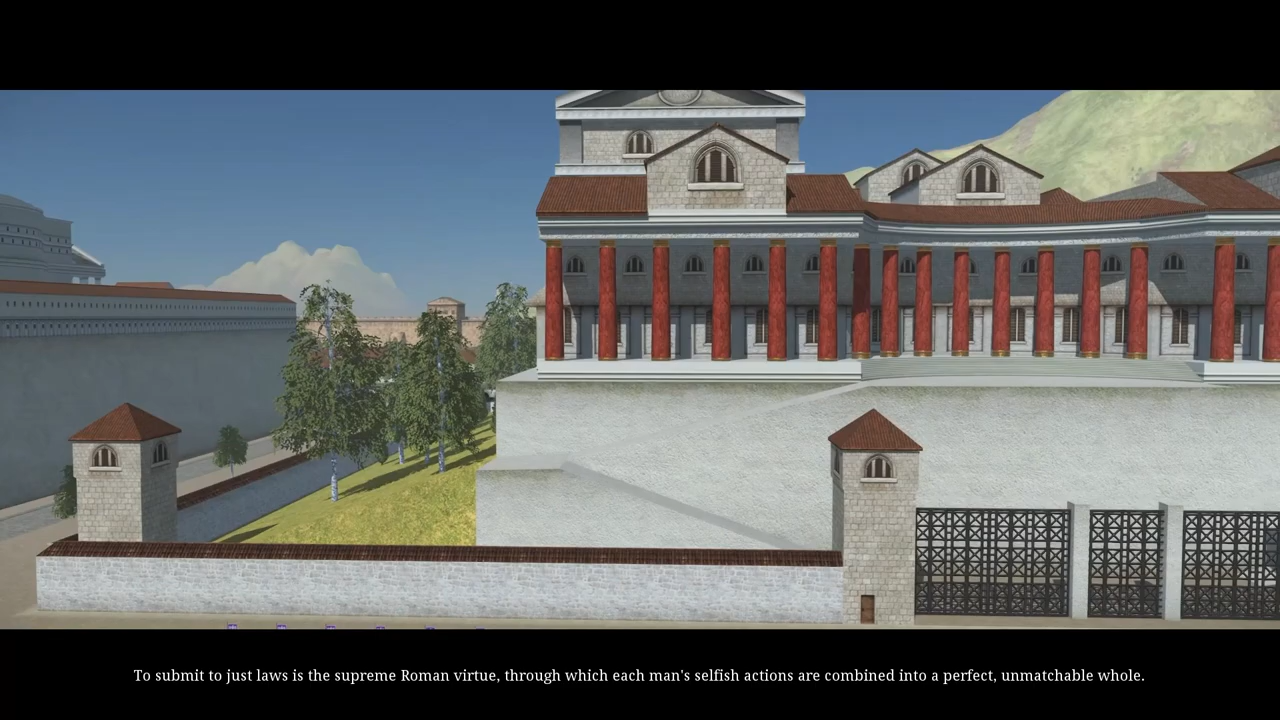 To submit to just laws is the supreme Roman virtue, through which each man's selfish actions are combined into a perfect, unmatchable whole.